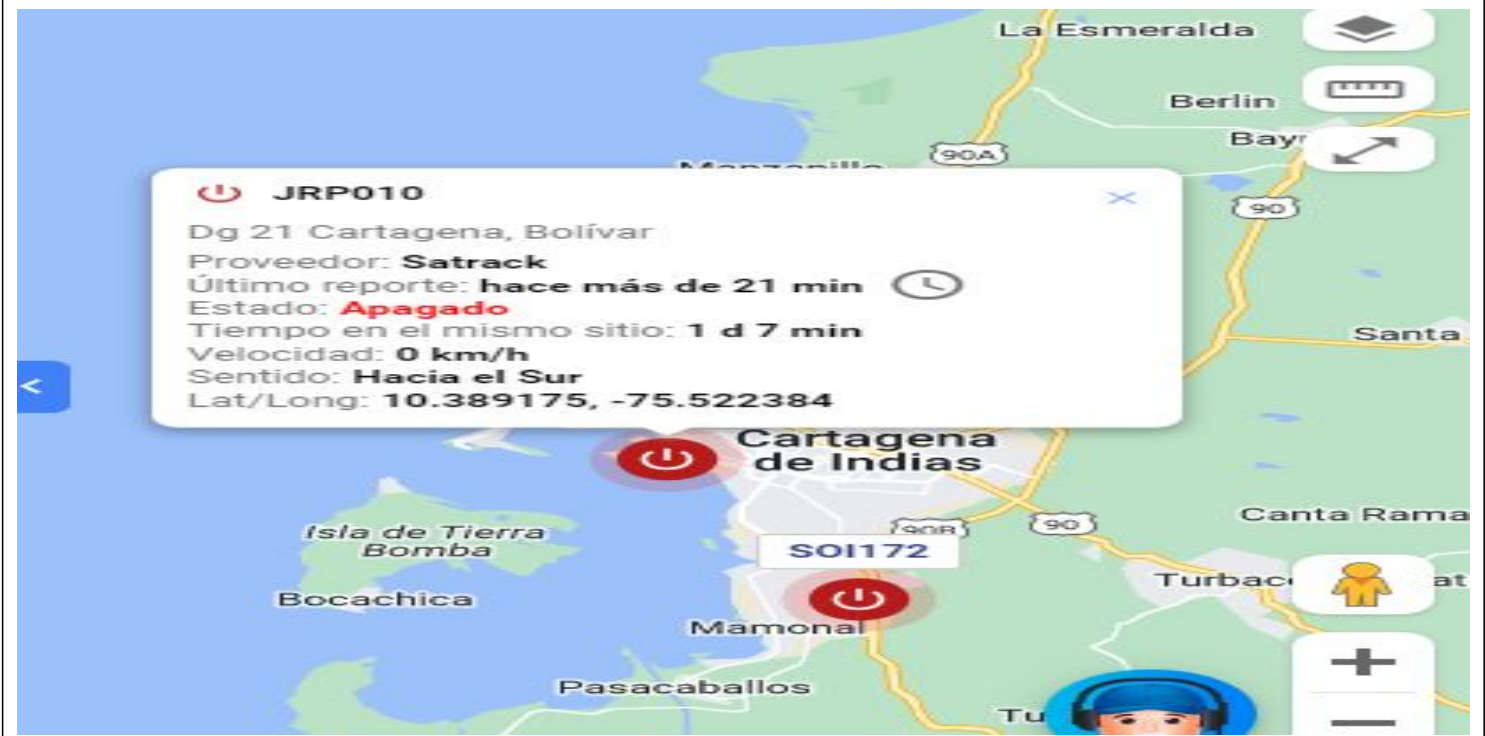 La Esmeralda
Berlin
90A
90
JRP010
Dg 21 Cartagena, Bolívar
Proveedor: Satrack
Último reporte: hace más de 21 min
Estado: Apagado
Tiempo en el mismo sitio: 1 d 7 min
Velocidad: 0 km/h
Sentido: Hacia el Sur
Lat/Long: 10.389175, -75.522384
Santa
Cartagena
de Indias
Canta Rama
90B
90
Isla de Tierra
Bomba
SOI172
Bocachica
Mamonal
Pasacaballos